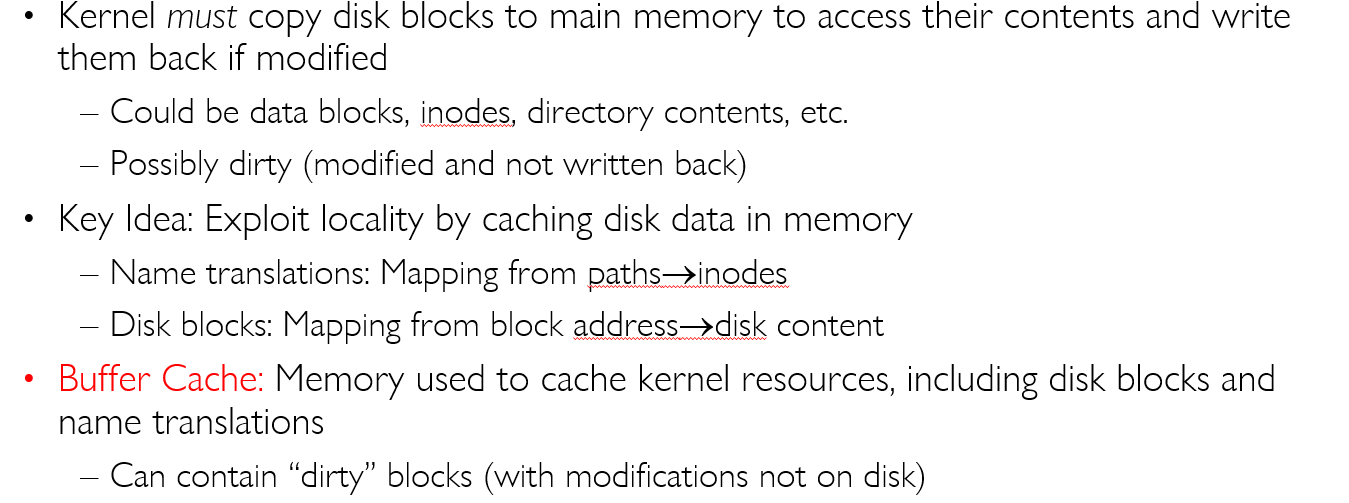 • Kernel must copy disk blocks to main memory to access their contents and write
them back if modified
– Could be data blocks, inodes, directory contents, etc.
– Possibly dirty (modified and not written back)
• Key Idea: Exploit locality by caching disk data in memory
– Name translations: Mapping from paths→inodes
– Disk blocks: Mapping from block address→disk content
• Buffer Cache: Memory used to cache kernel resources, including disk blocks and
name translations
– Can contain “dirty” blocks (with modifications not on disk)